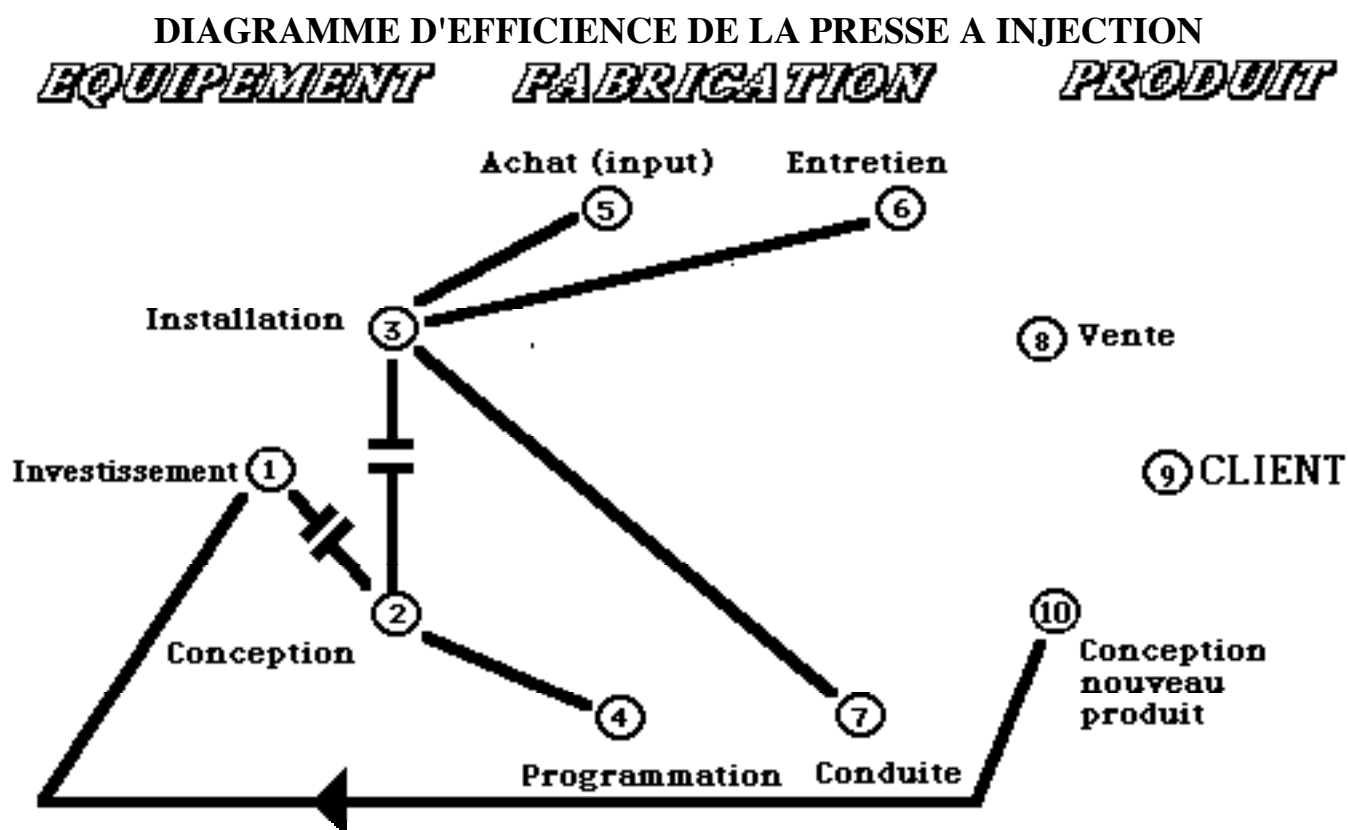 DIAGRAMME D'EFFICIENCE DE LA PRESSE A INJECTION
EQUIPEMENT FABRICATION PRODUIT
Achat (input) Entretien
5 6
Installation 3
8 Vente
Investissement 1
9 CLIENT
2
10
Conception
Conception
nouveau
produit
4 7
Programmation Conduite